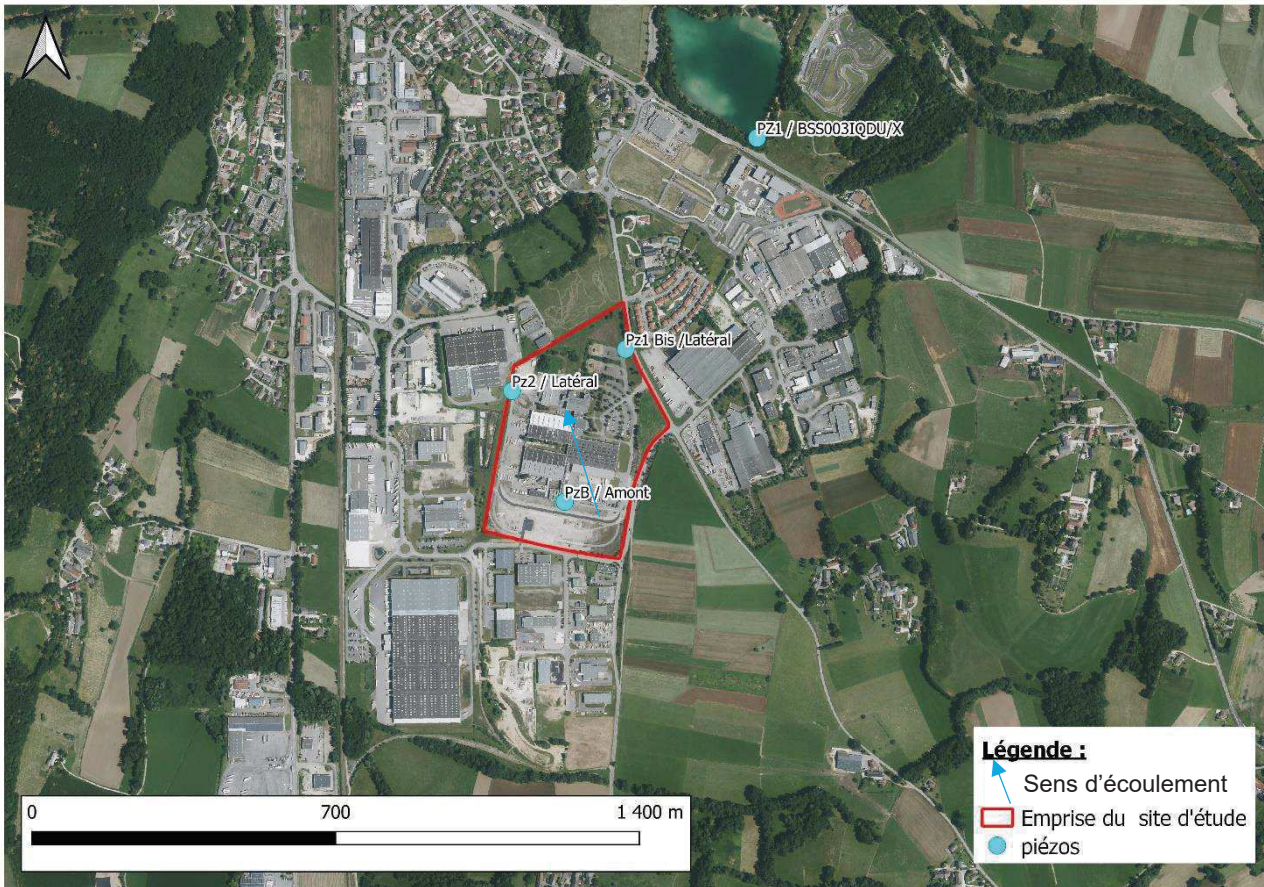 PZ1 / BSS003IQDU/X
Pz1 Bis /Latéral
Pz2 / Latéral
PzB / Amont
0 700 1 400 m
Légende :
Sens d'écoulement
Emprise du site d'étude
piézos